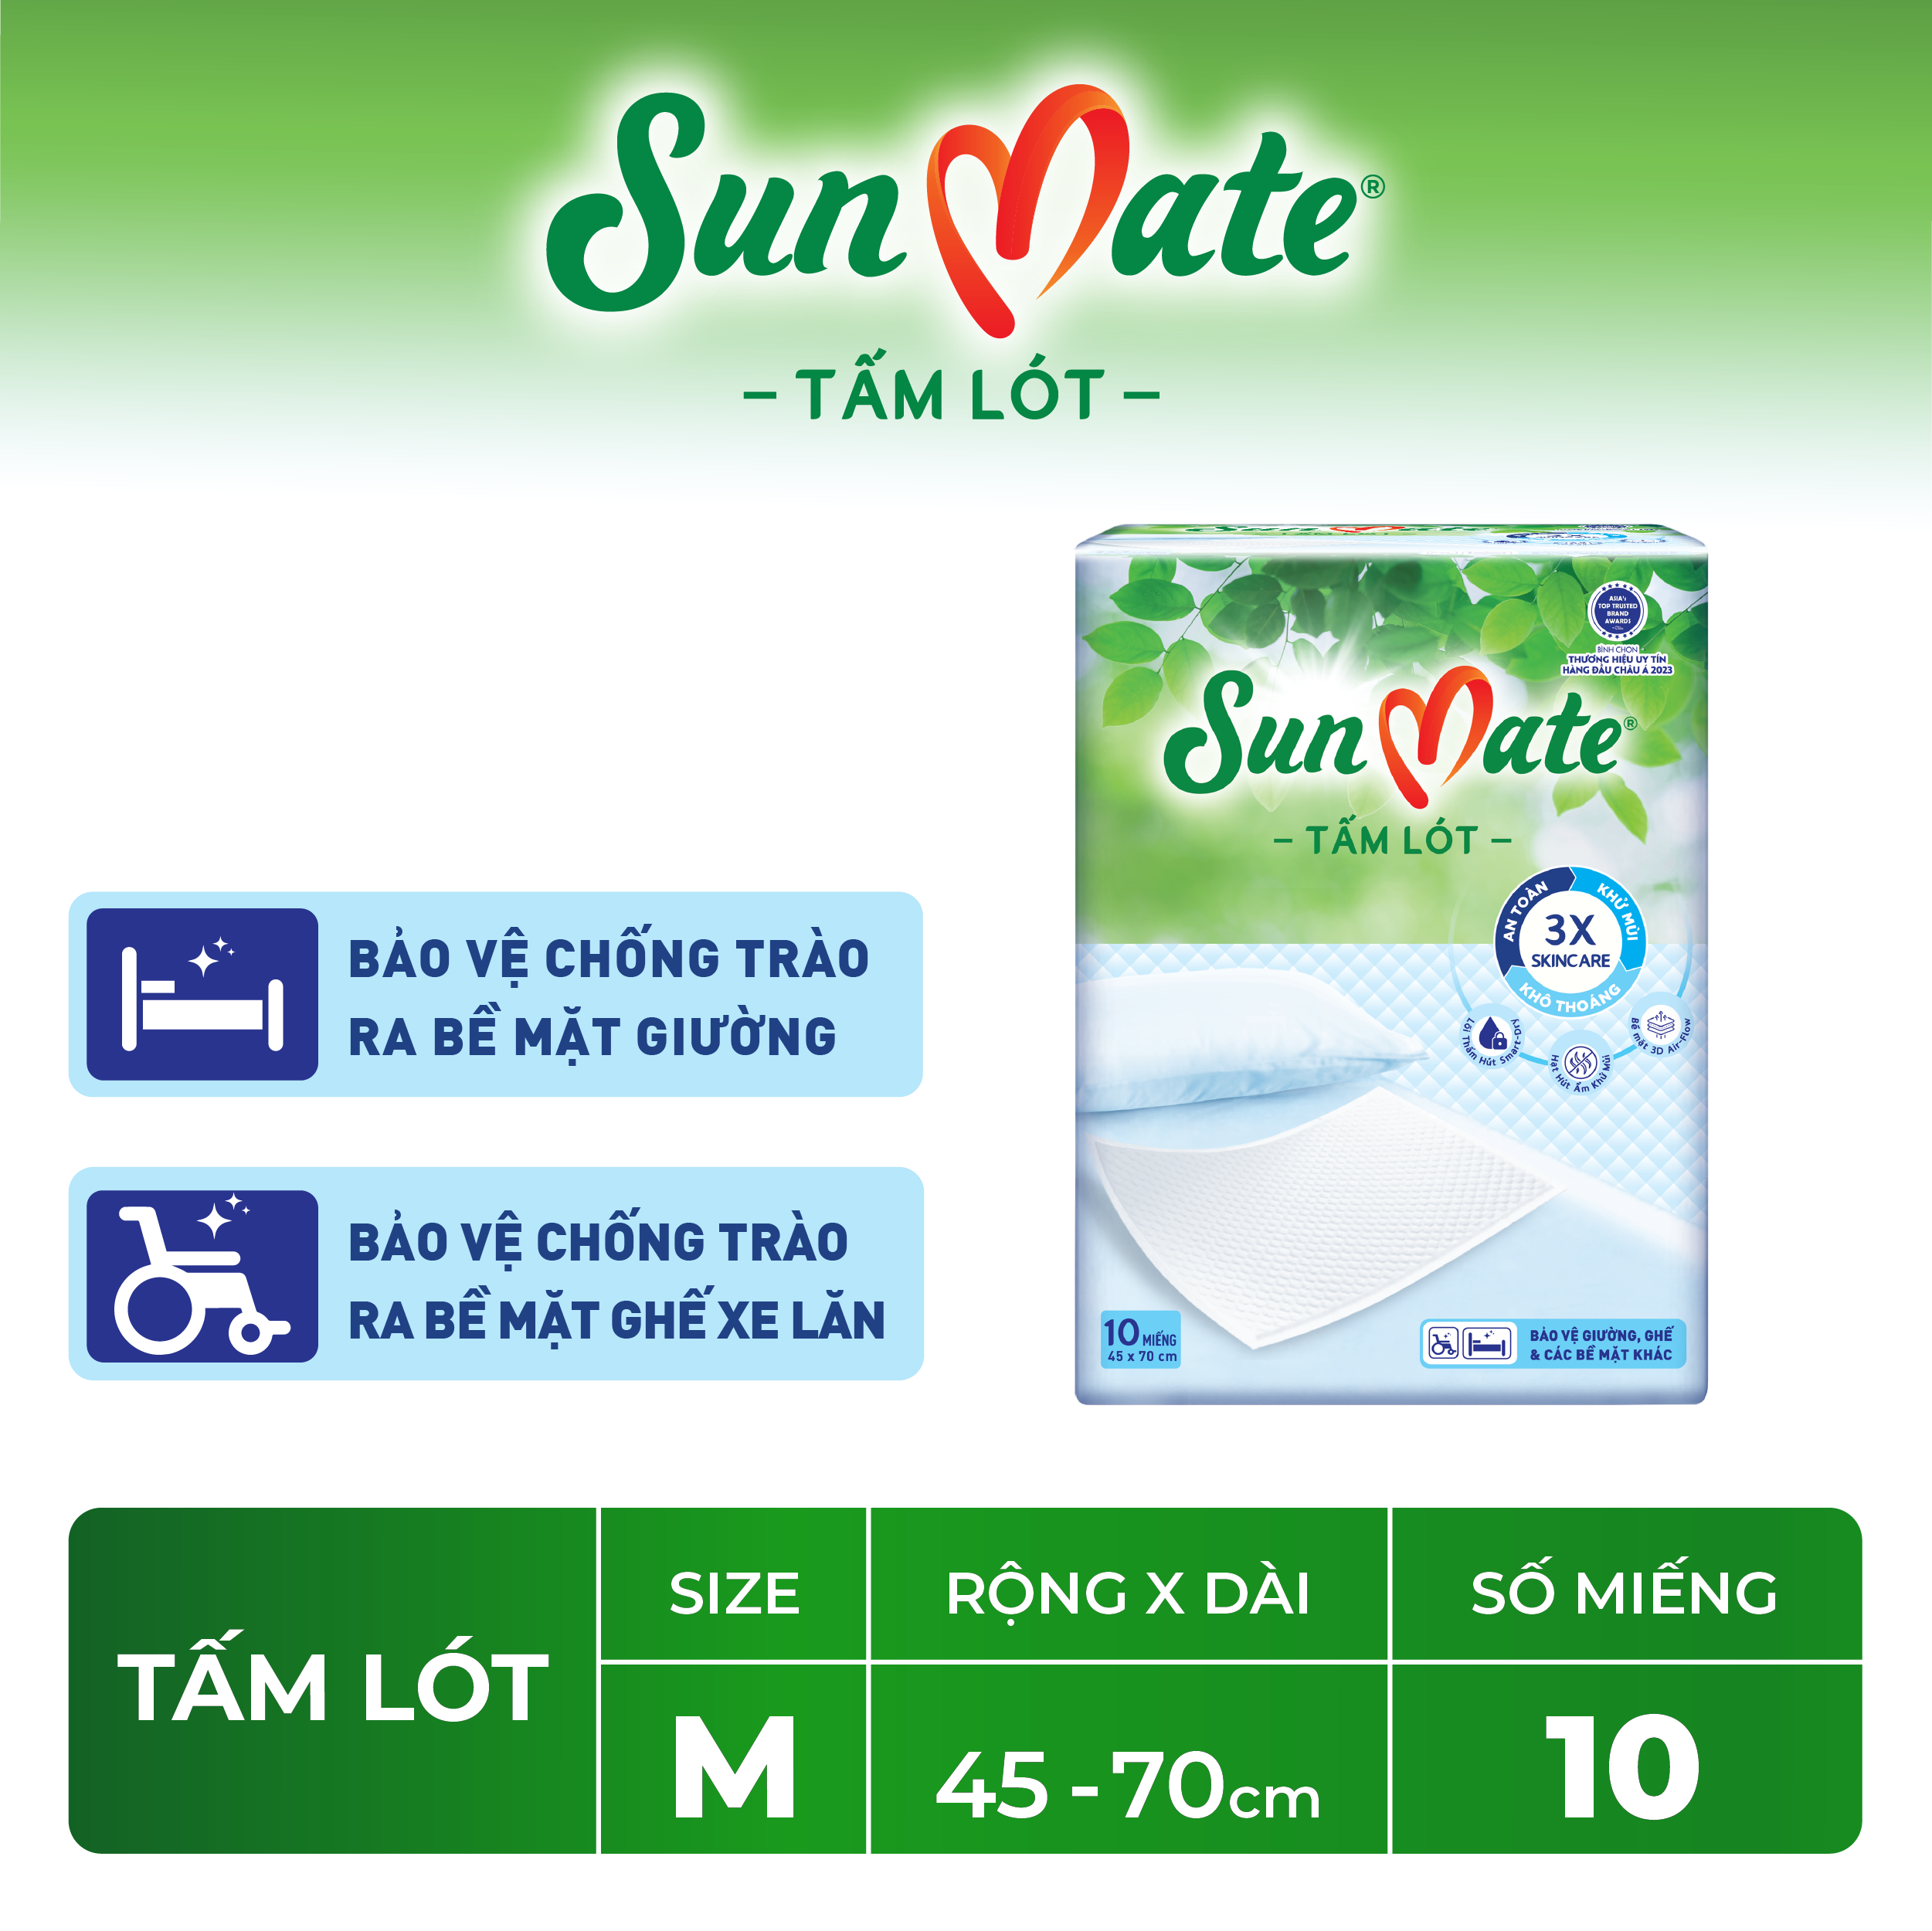 SunMate®
– TẤM LÓT –
ASIA's
TOP TRUSTED
BRAND
AWARDS
BÌNH CHỌN
THƯƠNG HIỆU UY TÍN
HÀNG ĐẦU CHÂU Á 2023
SunMate®
– TẤM LÓT –
AN TOÀN
KHỬ MÙI
3X
SKINCARE
KHÔ THOÁNG
Lõi Thấm Hút Smart-Dry
Hạt Hút Ẩm Khử Mùi
Bề mặt 3D Air-Flow
BẢO VỆ CHỐNG TRÀO
RA BỀ MẶT GIƯỜNG
BẢO VỆ CHỐNG TRÀO
RA BỀ MẶT GHẾ XE LĂN
10 MIẾNG
45 x 70 cm
BẢO VỆ GIƯỜNG, GHẾ
& CÁC BỀ MẶT KHÁC
TẤM LÓT
SIZE
RỘNG X DÀI
SỐ MIẾNG
M
45 - 70cm
10